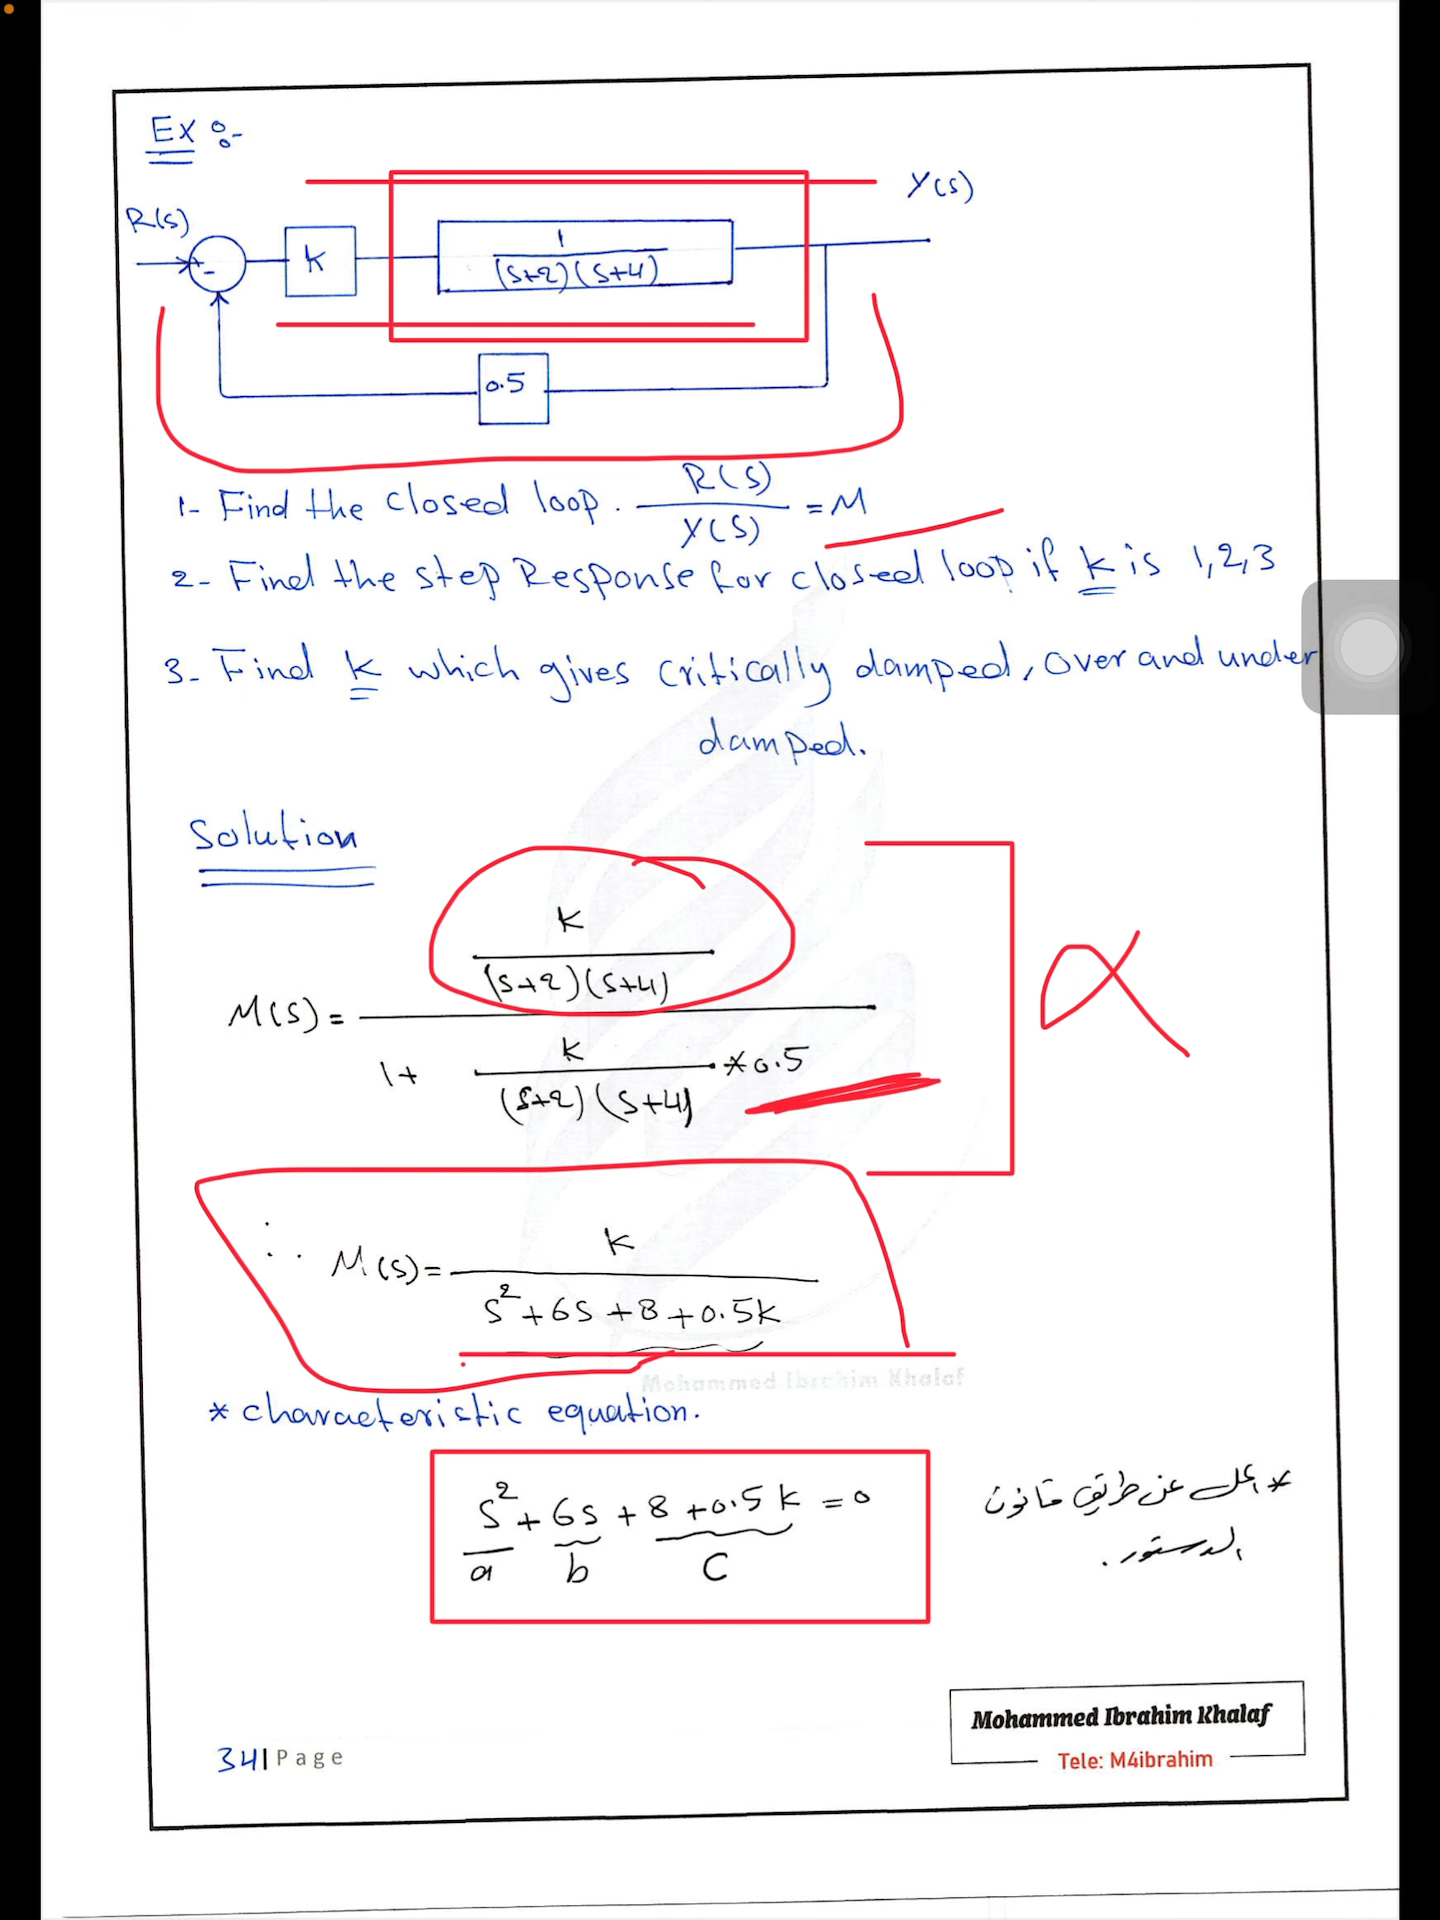 Ex :-
R(s)
Y(s)
-
k
1
(s+2)(s+4)
0.5
1- Find the closed loop. R(s)/Y(s) = M
2- Find the step Response for closed loop if k is 1,2,3
3- Find k which gives critically damped, over and under
damped.
Solution
M(s) = (k / (s+2)(s+4)) / (1 + k / (s+2)(s+4) * 0.5)
α
∴ M(s) = k / (s² + 6s + 8 + 0.5k)
Mohammed Ibrahim Khalaf
* characteristic equation.
s² + 6s + 8 + 0.5k = 0
a b c
* عن طريق قانون
الدستور.
Mohammed Ibrahim Khalaf
Tele: M4ibrahim
34|Page